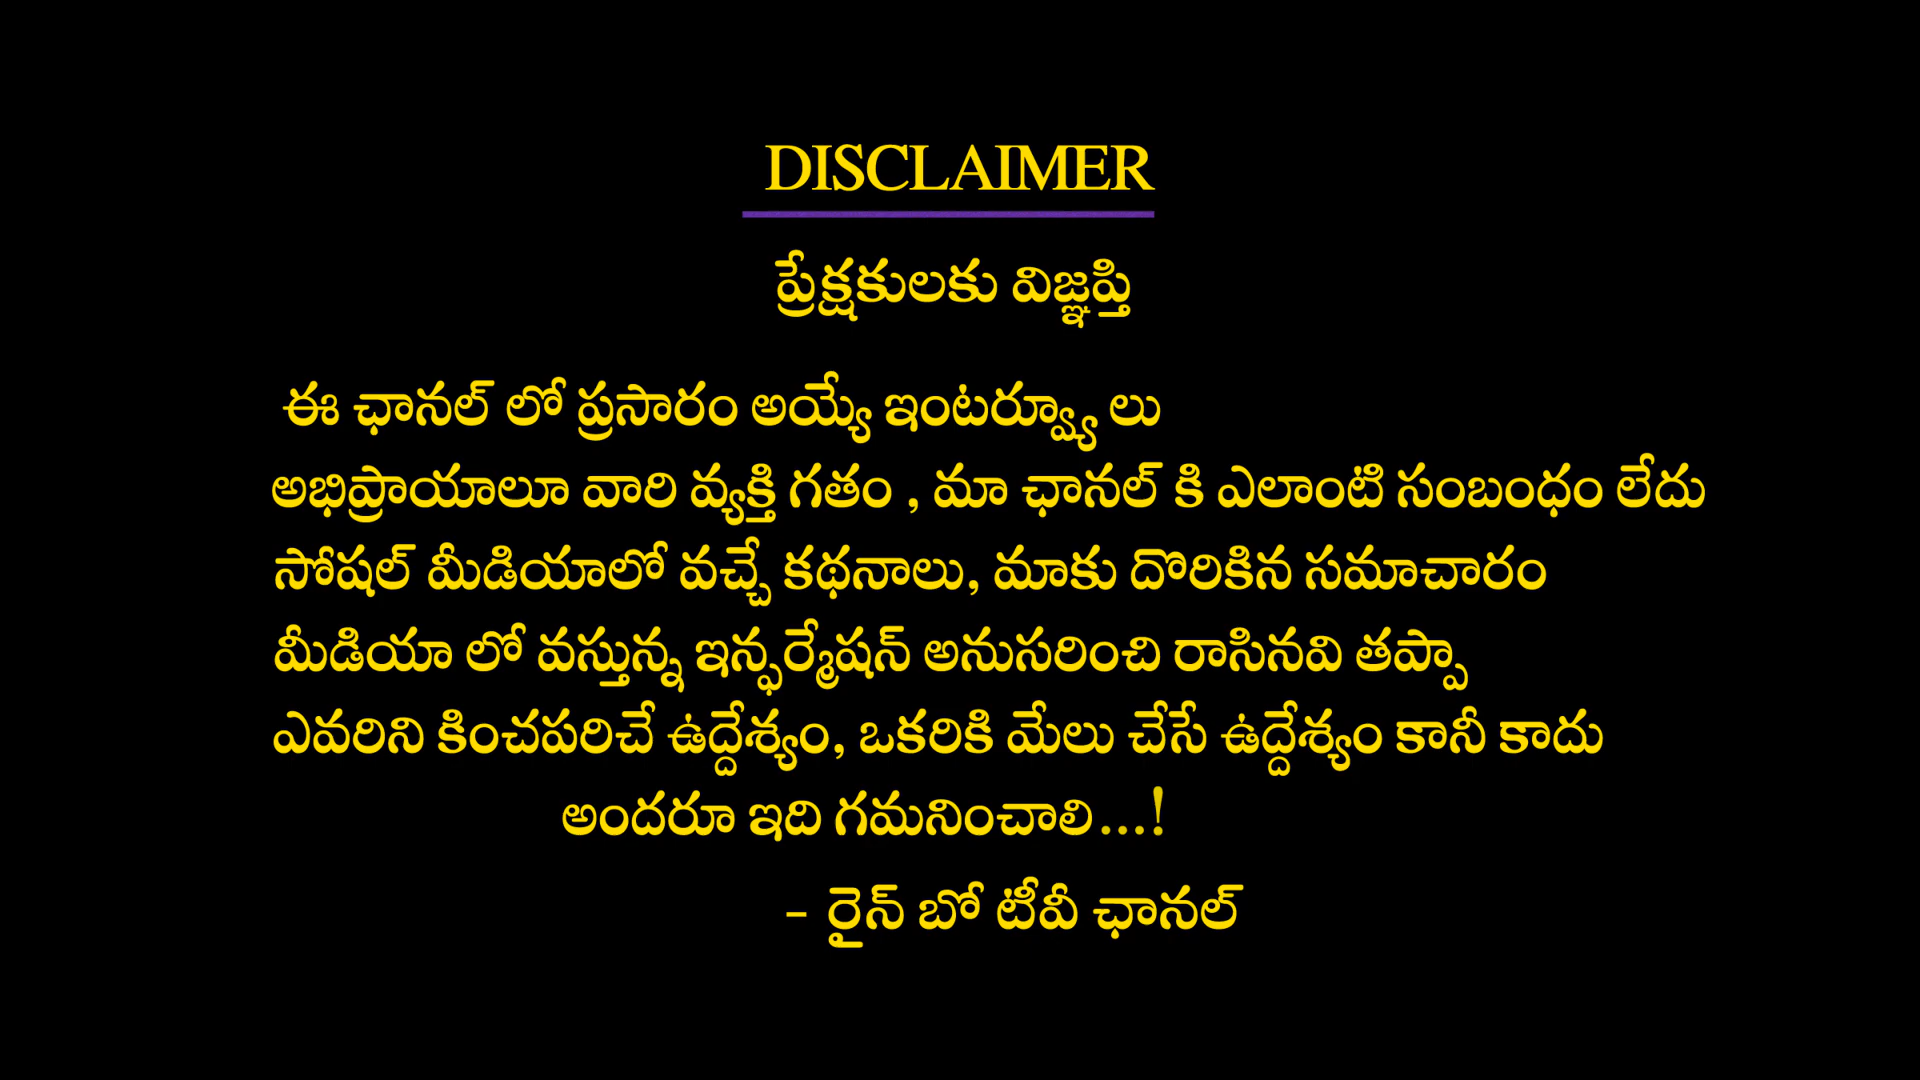 DISCLAIMER
ప్రేక్షకులకు విజ్ఞప్తి
ఈ ఛానల్ లో ప్రసారం అయ్యే ఇంటర్వ్యూ లు
అభిప్రాయాలూ వారి వ్యక్తి గతం , మా ఛానల్ కి ఎలాంటి సంబంధం లేదు
సోషల్ మీడియాలో వచ్చే కథనాలు, మాకు దొరికిన సమాచారం
మీడియా లో వస్తున్న ఇన్ఫర్మేషన్ అనుసరించి రాసినవి తప్పా
ఎవరిని కించపరిచే ఉద్దేశ్యం, ఒకరికి మేలు చేసే ఉద్దేశ్యం కానీ కాదు
అందరూ ఇది గమనించాలి...!
- రైన్ బో టీవీ ఛానల్